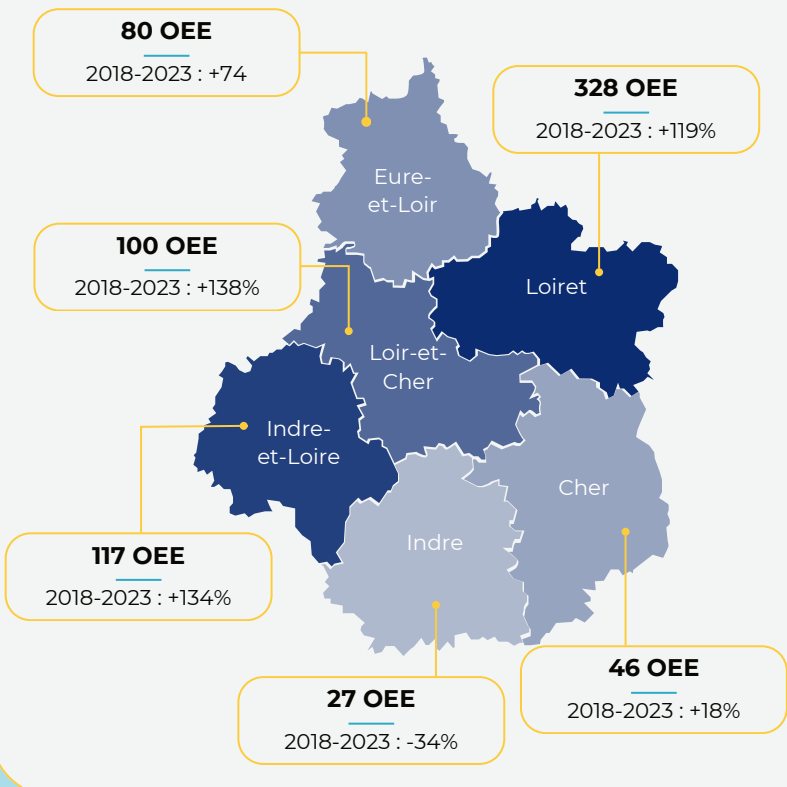 80 OEE
2018-2023 : +74
328 OEE
2018-2023 : +119%
Eure-
et-Loir
100 OEE
2018-2023 : +138%
Loiret
Loir-et-
Cher
Indre-
et-Loire
Cher
Indre
117 OEE
2018-2023 : +134%
46 OEE
2018-2023 : +18%
27 OEE
2018-2023 : -34%